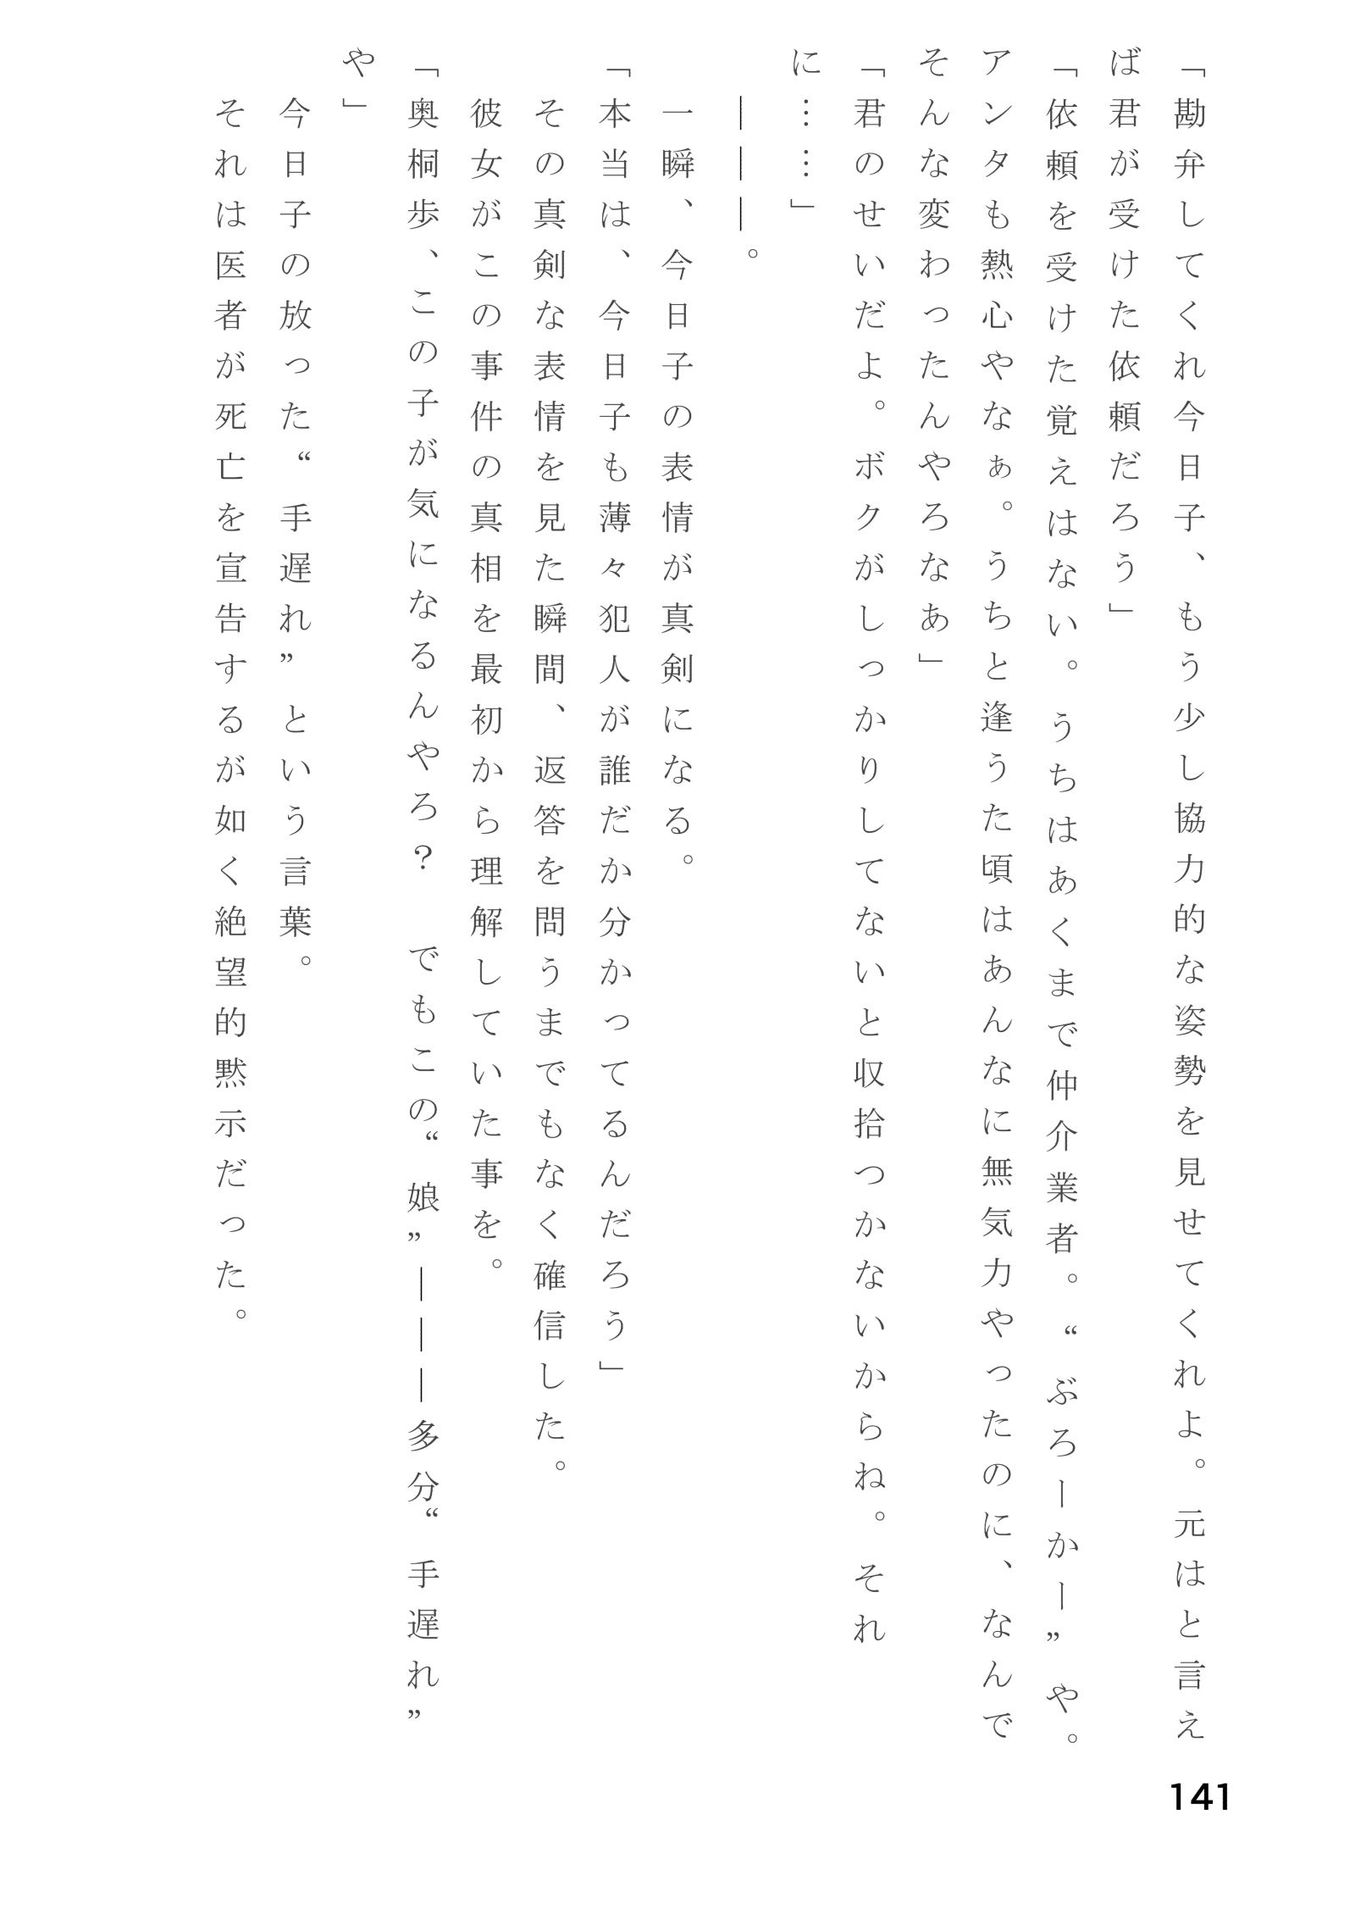 「勘弁してくれ今日子、もう少し協力的な姿勢を見せてくれよ。元はと言え
ば君が受けた依頼だろう」
「依頼を受けた覚えはない。うちはあくまで仲介業者。“ぶろーかー”や。
アンタも熱心やなぁ。うちと逢うた頃はあんなに無気力やったのに、なんで
そんな変わったんやろなあ」
「君のせいだよ。ボクがしっかりしてないと収拾つかないからね。それ
に……」
―――。
一瞬、今日子の表情が真剣になる。
「本当は、今日子も薄々犯人が誰だか分かってるんだろう」
その真剣な表情を見た瞬間、返答を問うまでもなく確信した。
彼女がこの事件の真相を最初から理解していた事を。
「奥桐歩、この子が気になるんやろ？　でもこの“娘”―――多分“手遅れ”
や」
今日子の放った“手遅れ”という言葉。
それは医者が死亡を宣告するが如く絶望的黙示だった。
141